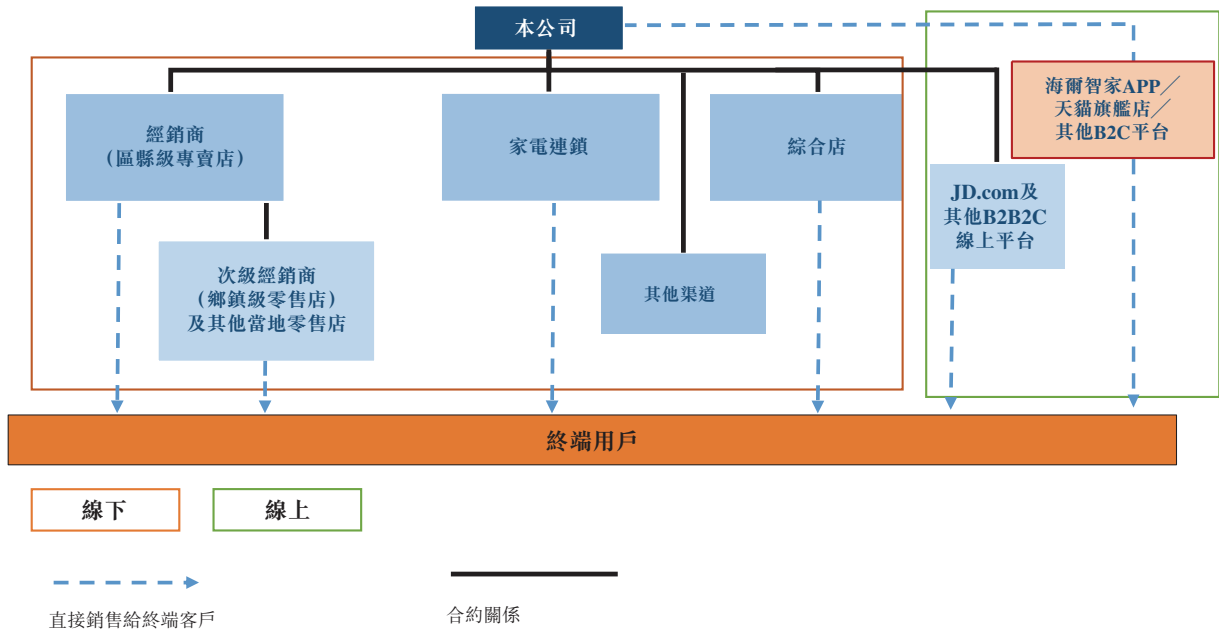 本公司
海爾智家APP╱
天貓旗艦店╱
其他B2C平台
經銷商
（區縣級專賣店）
家電連鎖
綜合店
JD.com及
其他B2B2C
線上平台
次級經銷商
（鄉鎮級零售店）
及其他當地零售店
其他渠道
終端用戶
線下
線上
直接銷售給終端客戶
合約關係